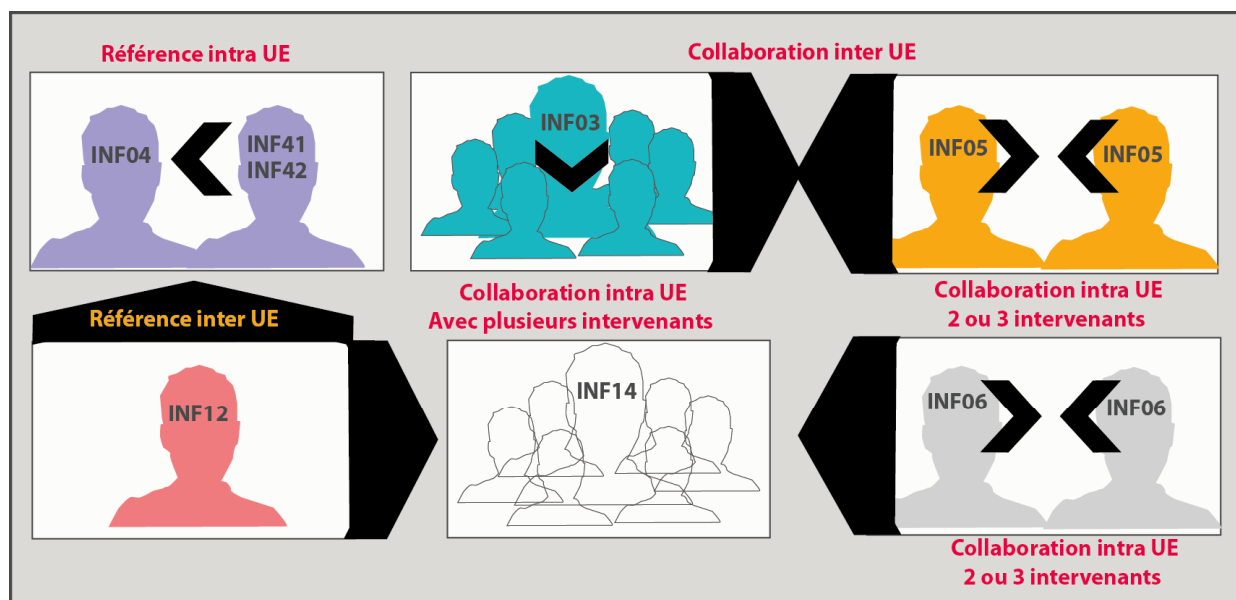 Référence intra UE
Collaboration inter UE
INF04
INF41
INF42
INF03
INF05
INF05
Référence inter UE
Collaboration intra UE
Avec plusieurs intervenants
Collaboration intra UE
2 ou 3 intervenants
INF12
INF14
INF06
INF06
Collaboration intra UE
2 ou 3 intervenants